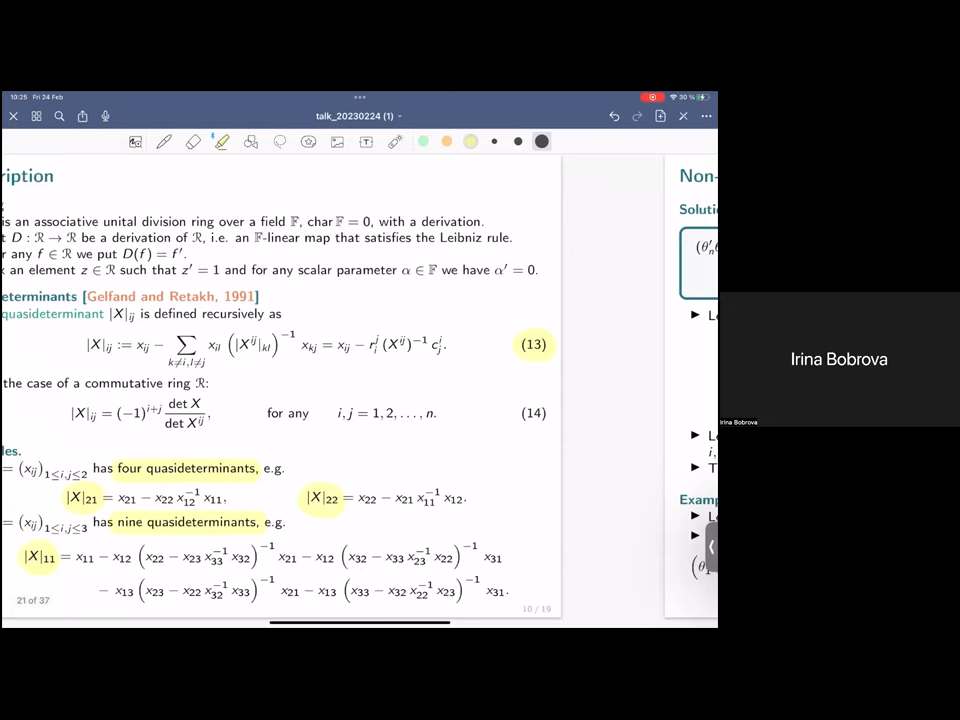 10:25 Fri 24 Feb
30 %
talk_20230224 (1)
ription
is an associative unital division ring over a field 𝔽, char 𝔽 = 0, with a derivation.
t D : ℛ → ℛ be a derivation of ℛ, i.e. an 𝔽-linear map that satisfies the Leibniz rule.
r any f ∈ ℛ we put D(f) = f′.
an element z ∈ ℛ such that z′ = 1 and for any scalar parameter α ∈ 𝔽 we have α′ = 0.
eterminants [Gelfand and Retakh, 1991]
quasideterminant |X|_{ij} is defined recursively as
|X|_{ij} := x_{ij} − ∑_{k≠i,l≠j} x_{il} (|X^{ij}|_{kl})^{−1} x_{kj} = x_{ij} − r_i^j (X^{ij})^{−1} c_j^i. (13)
the case of a commutative ring ℛ:
|X|_{ij} = (−1)^{i+j} det X / det X^{ij}, for any i, j = 1, 2, . . . , n. (14)
les.
= (x_{ij})_{1≤i,j≤2} has four quasideterminants, e.g.
|X|_{21} = x_{21} − x_{22} x_{12}^{−1} x_{11}, |X|_{22} = x_{22} − x_{21} x_{11}^{−1} x_{12}.
= (x_{ij})_{1≤i,j≤3} has nine quasideterminants, e.g.
|X|_{11} = x_{11} − x_{12} (x_{22} − x_{23} x_{33}^{−1} x_{32})^{−1} x_{21} − x_{12} (x_{32} − x_{33} x_{23}^{−1} x_{22})^{−1} x_{31}
− x_{13} (x_{23} − x_{22} x_{32}^{−1} x_{33})^{−1} x_{21} − x_{13} (x_{33} − x_{32} x_{22}^{−1} x_{23})^{−1} x_{31}.
21 of 37
10 / 19
Non-
Soluti
(θ′_n
L
L
i,
T
Examp
L
Irina Bobrova
Irina Bobrova